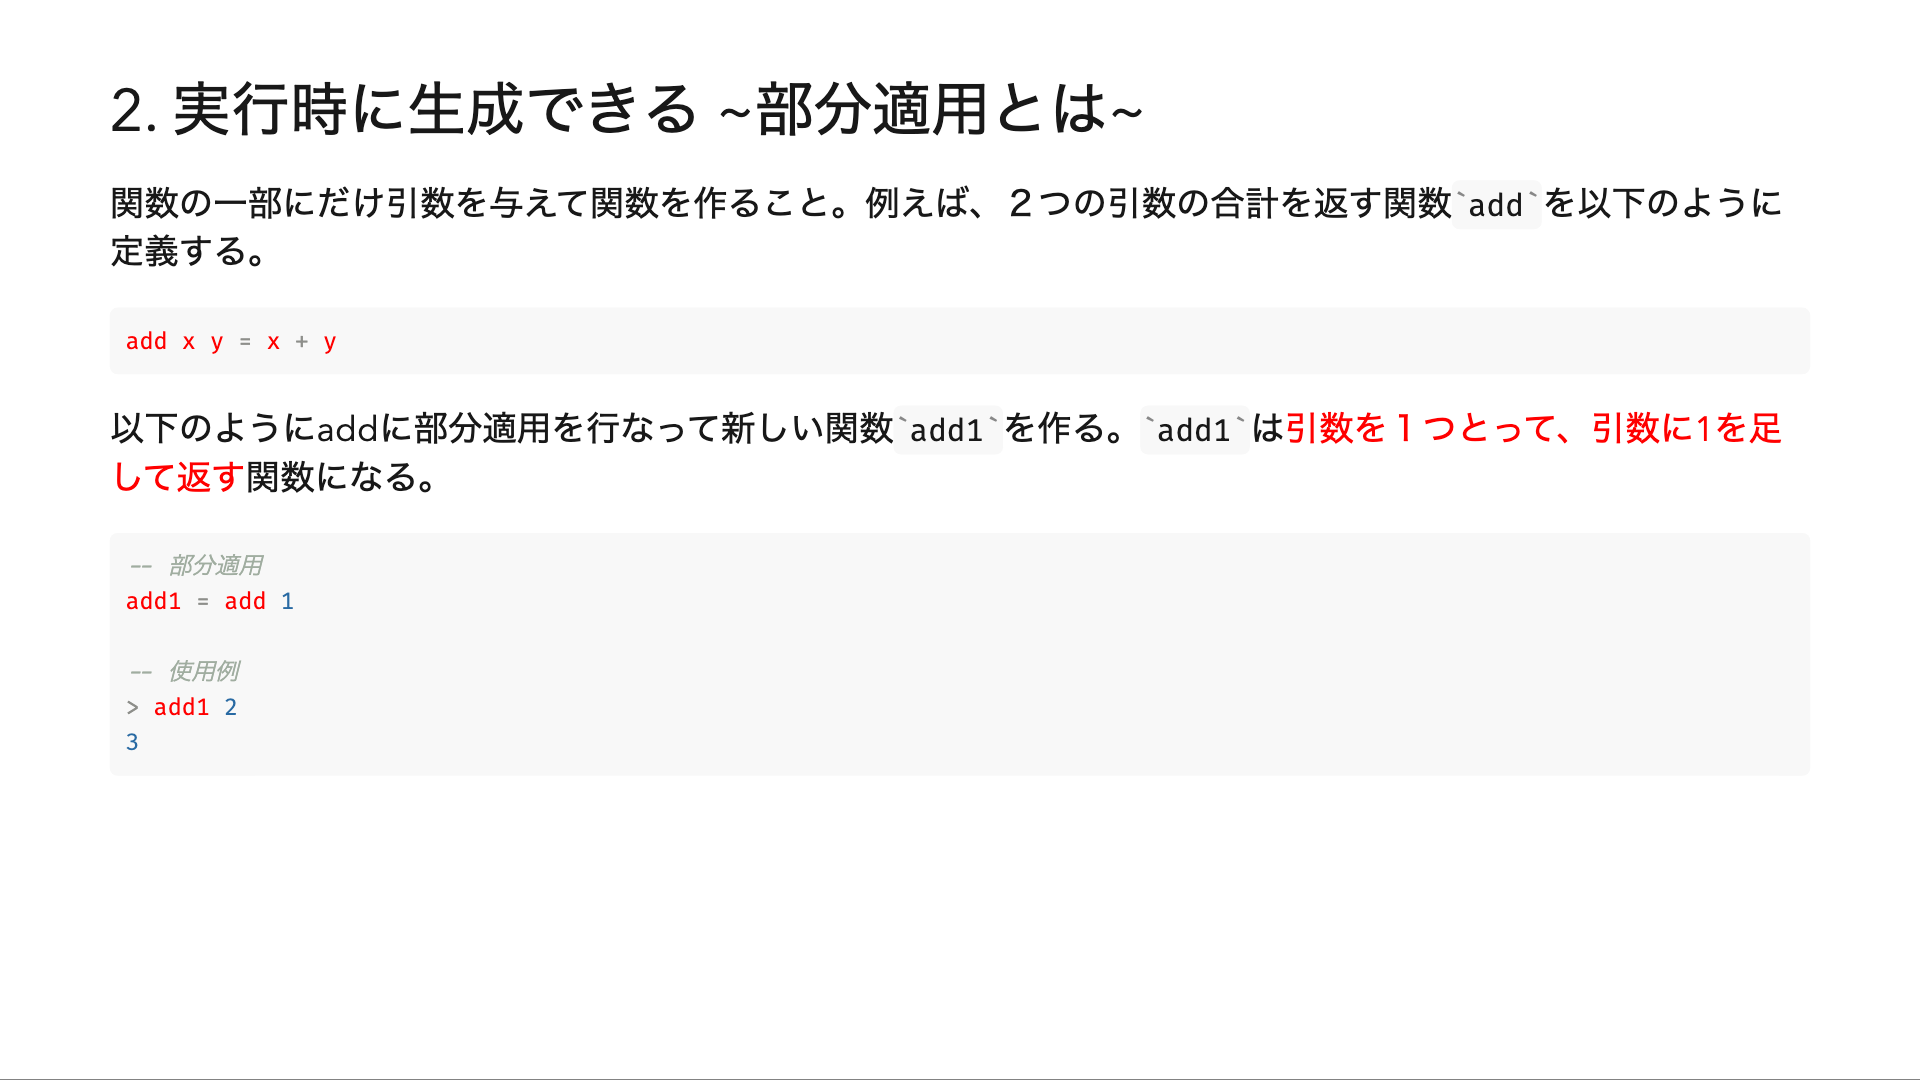 2. 実行時に生成できる ~部分適用とは~
関数の一部にだけ引数を与えて関数を作ること。例えば、２つの引数の合計を返す関数`add`を以下のように
定義する。
add x y = x + y
以下のようにaddに部分適用を行なって新しい関数`add1`を作る。`add1`は引数を１つとって、引数に1を足
して返す関数になる。
-- 部分適用
add1 = add 1
-- 使用例
> add1 2
3